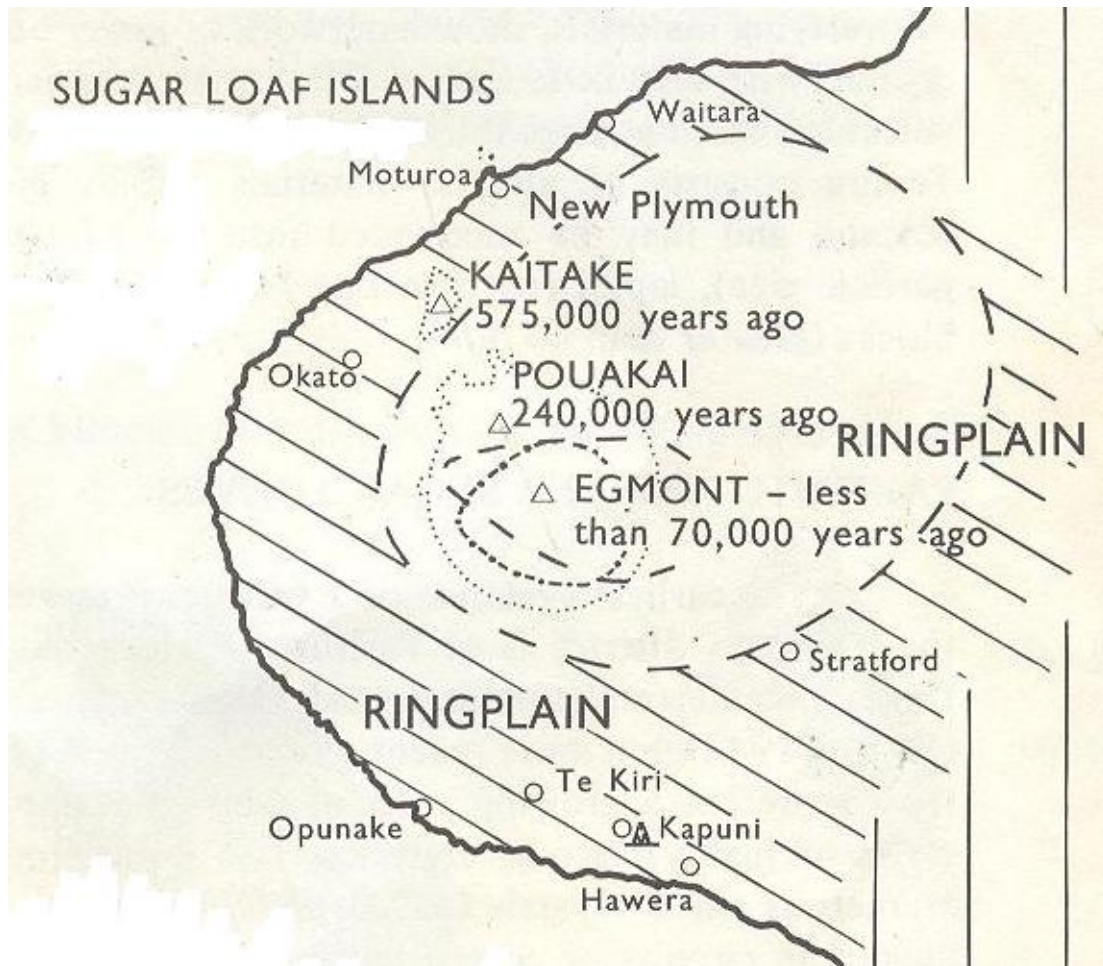 SUGAR LOAF ISLANDS
Waitara
Moturoa
New Plymouth
KAITAKE
575,000 years ago
Okato
POUAKAI
240,000 years ago
RINGPLAIN
EGMONT – less
than 70,000 years ago
Stratford
RINGPLAIN
Te Kiri
Opunake
Kapuni
Hawera